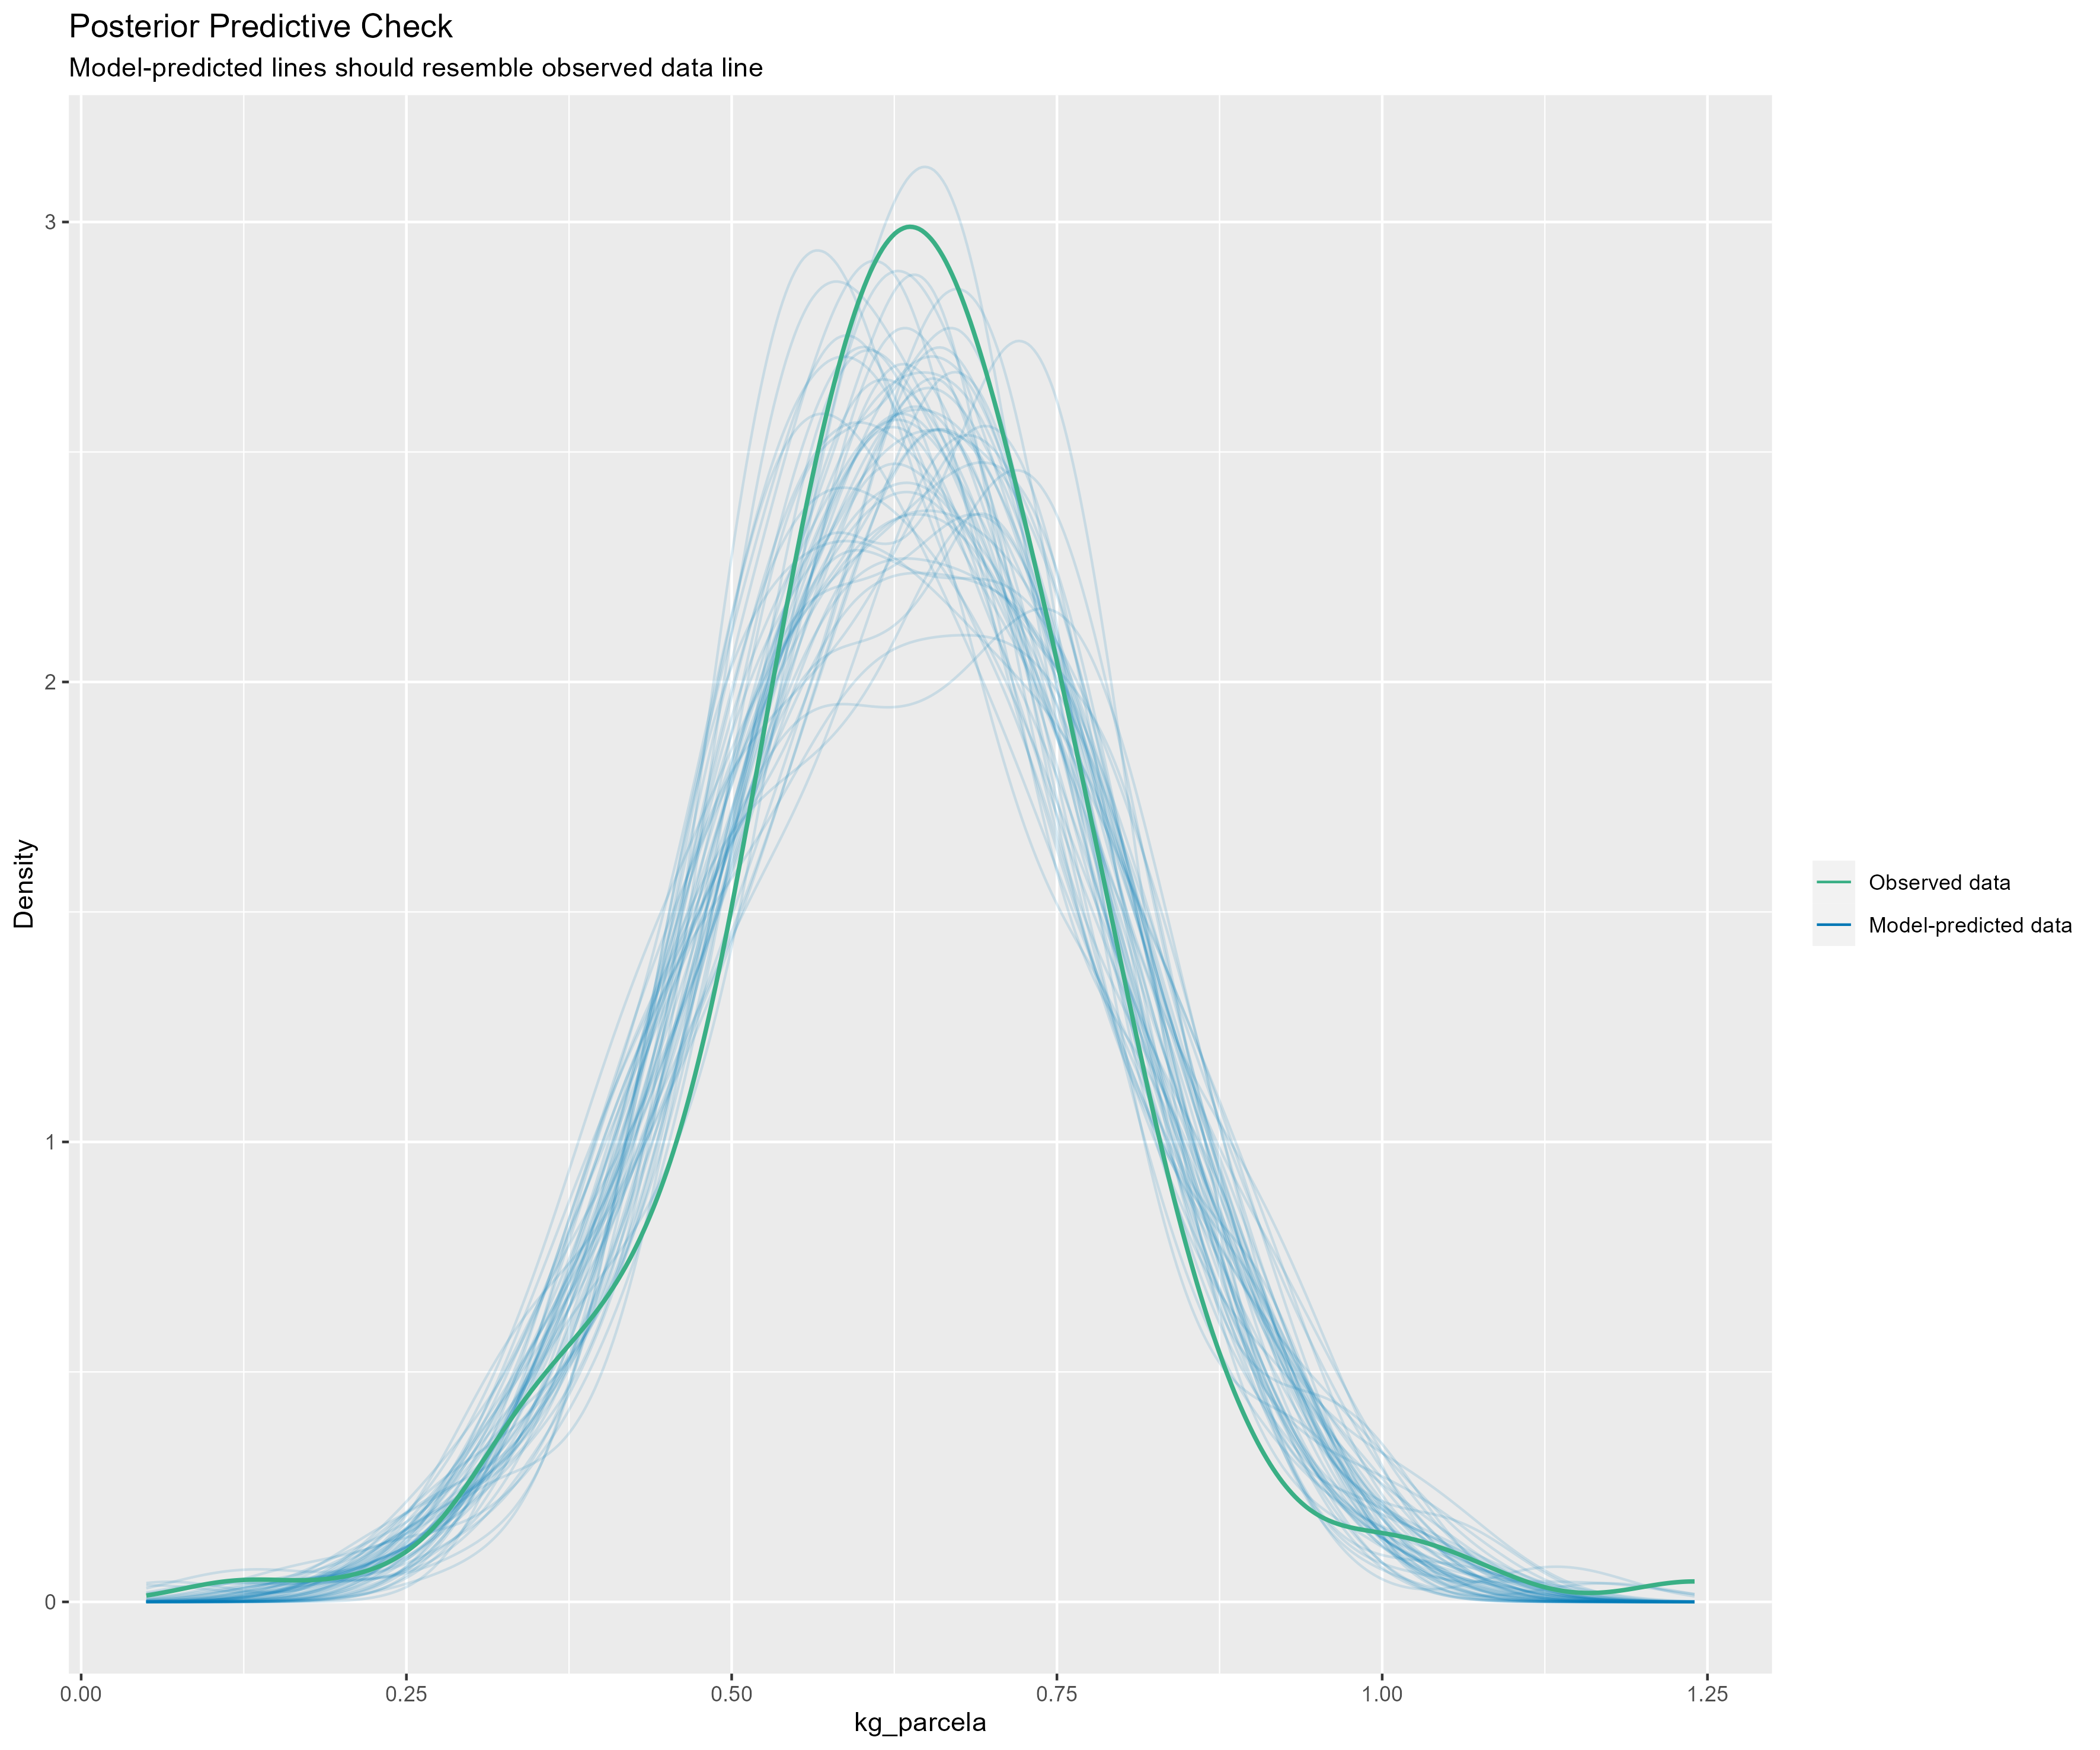 Posterior Predictive Check
Model-predicted lines should resemble observed data line
3
2
1
0
Density
0.00
0.25
0.50
0.75
1.00
1.25
kg_parcela
Observed data
Model-predicted data